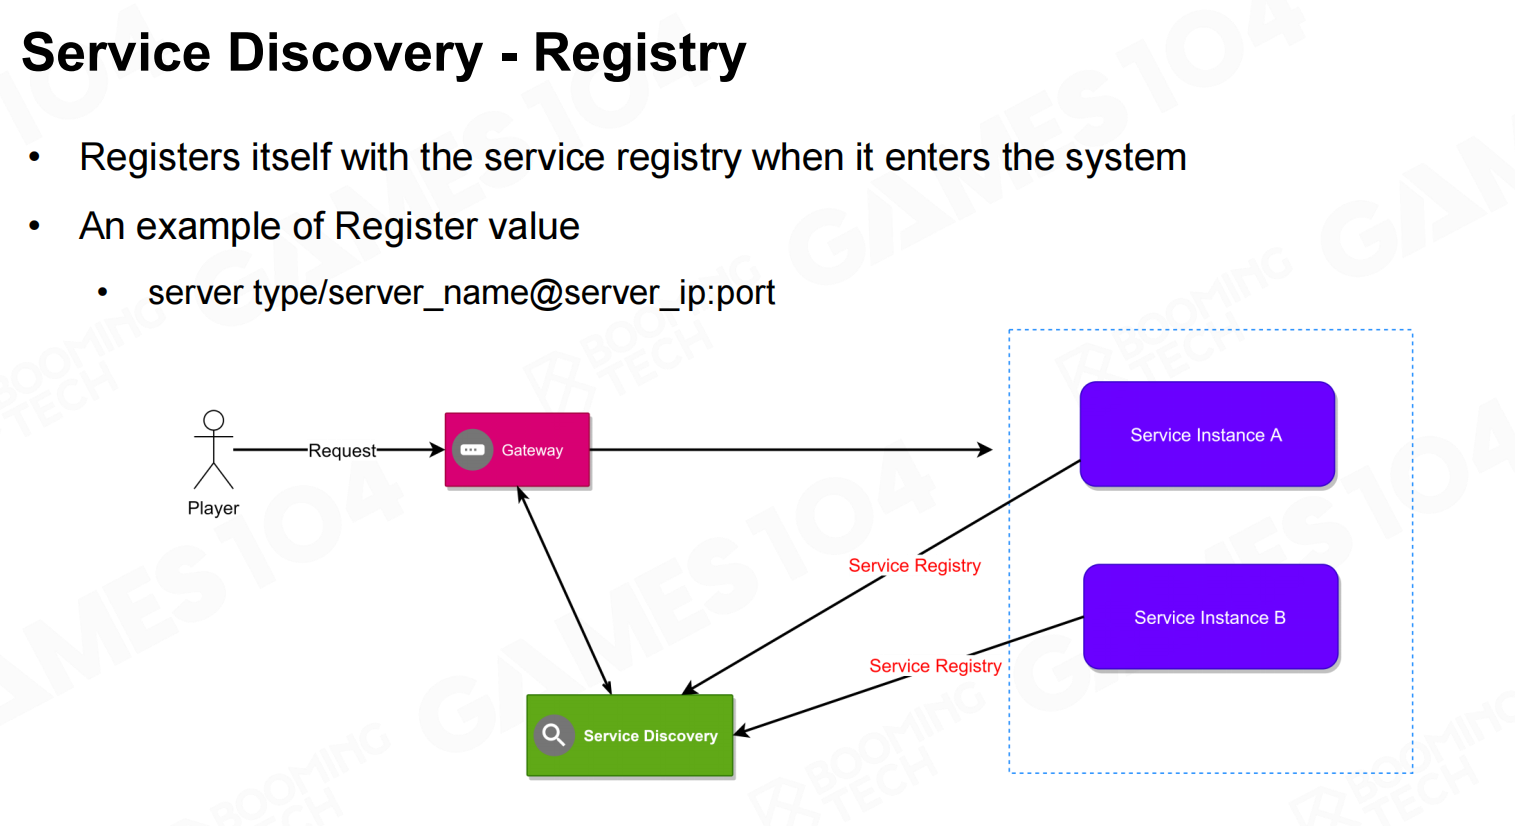 Service Discovery - Registry
• Registers itself with the service registry when it enters the system
• An example of Register value
• server type/server_name@server_ip:port
Player
Request
Gateway
Service Instance A
Service Registry
Service Instance B
Service Registry
Service Discovery
GAMES104
BOOMING TECH